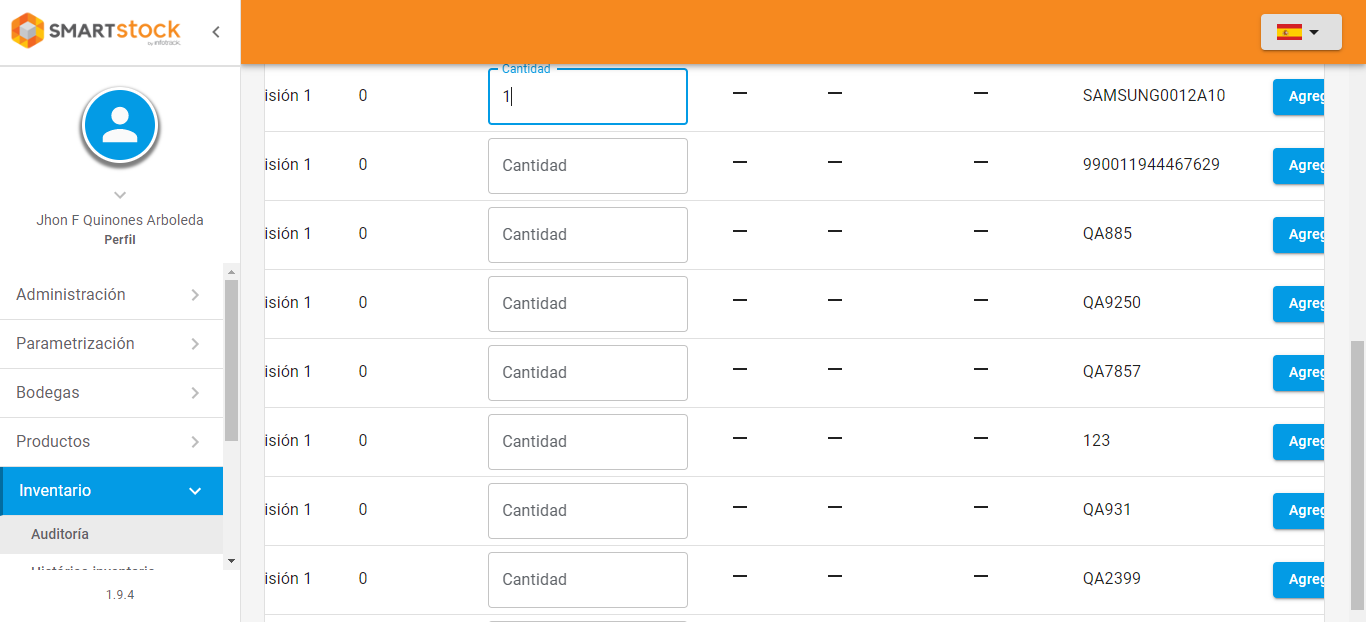 SMARTstock
by infotrack.
Jhon F Quinones Arboleda
Perfil
Administración
Parametrización
Bodegas
Productos
Inventario
Auditoría
Histórico inventario
1.9.4
Cantidad
isión 1 0 1 — — — SAMSUNG0012A10 Agreg
isión 1 0 Cantidad — — — 990011944467629 Agreg
isión 1 0 Cantidad — — — QA885 Agreg
isión 1 0 Cantidad — — — QA9250 Agreg
isión 1 0 Cantidad — — — QA7857 Agreg
isión 1 0 Cantidad — — — 123 Agreg
isión 1 0 Cantidad — — — QA931 Agreg
isión 1 0 Cantidad — — — QA2399 Agreg